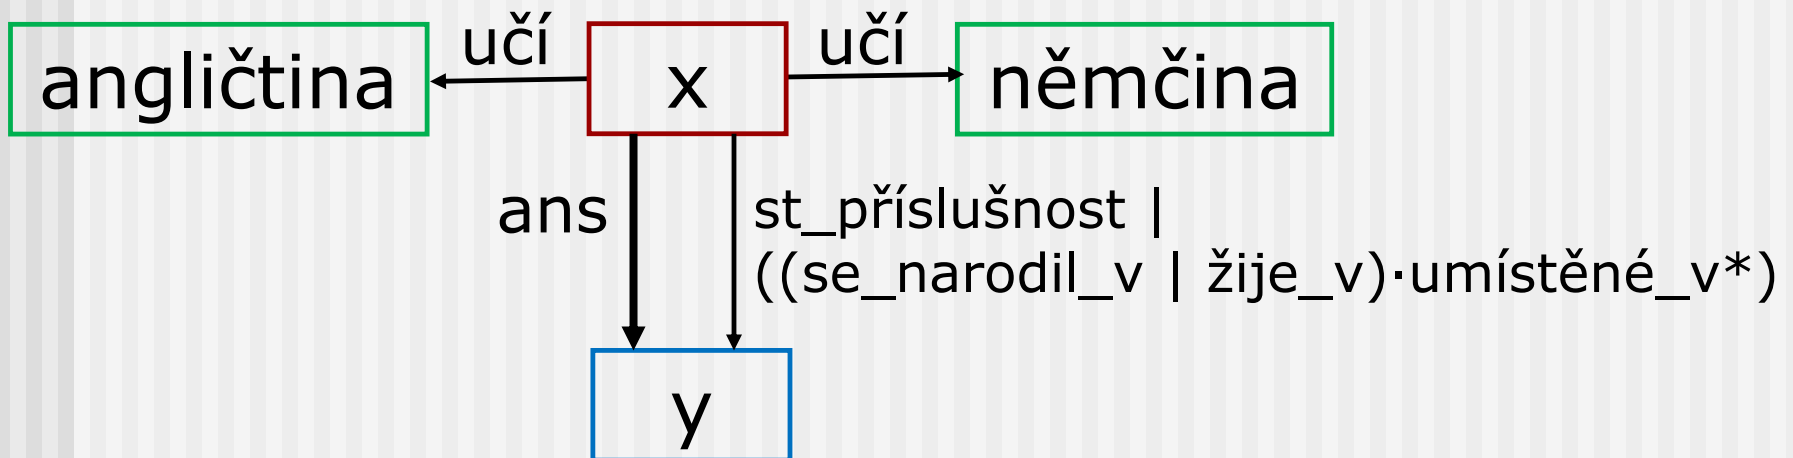 učí
učí
angličtina
x
němčina
ans
st_příslušnost |
((se_narodil_v | žije_v)·umístěné_v*)
y